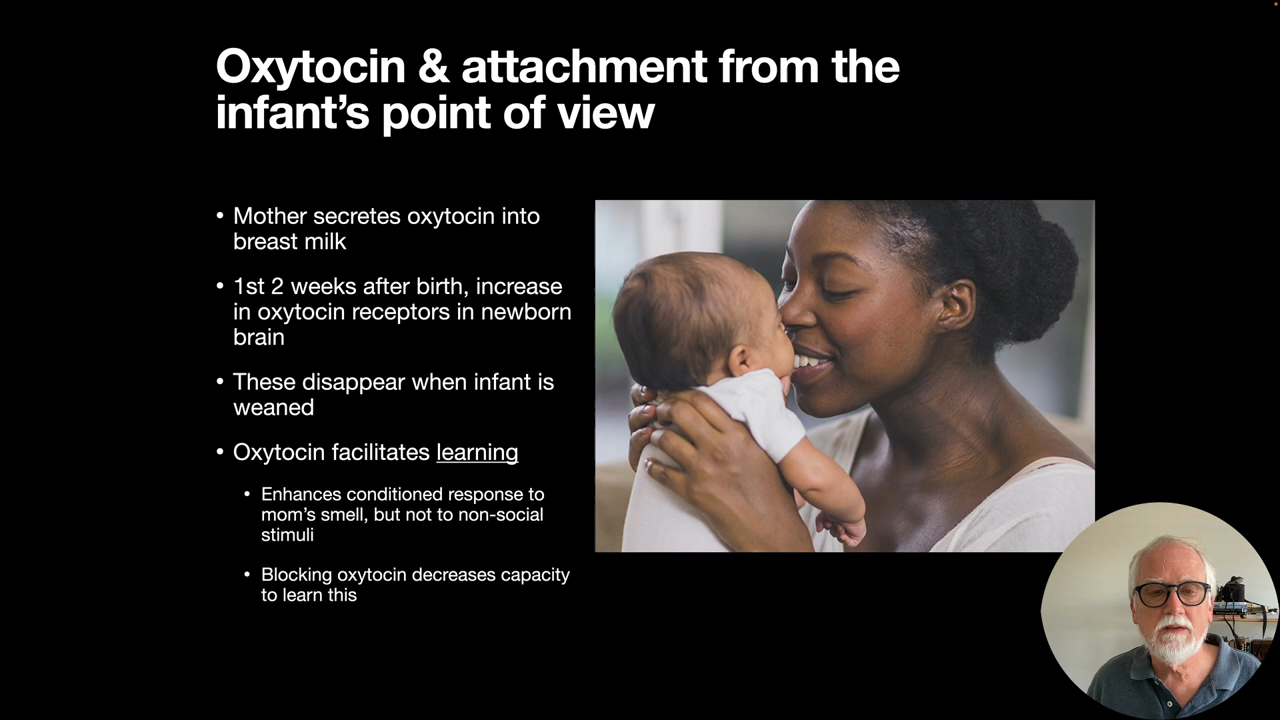 Oxytocin & attachment from the
infant’s point of view
• Mother secretes oxytocin into
breast milk
• 1st 2 weeks after birth, increase
in oxytocin receptors in newborn
brain
• These disappear when infant is
weaned
• Oxytocin facilitates learning
• Enhances conditioned response to
mom’s smell, but not to non-social
stimuli
• Blocking oxytocin decreases capacity
to learn this